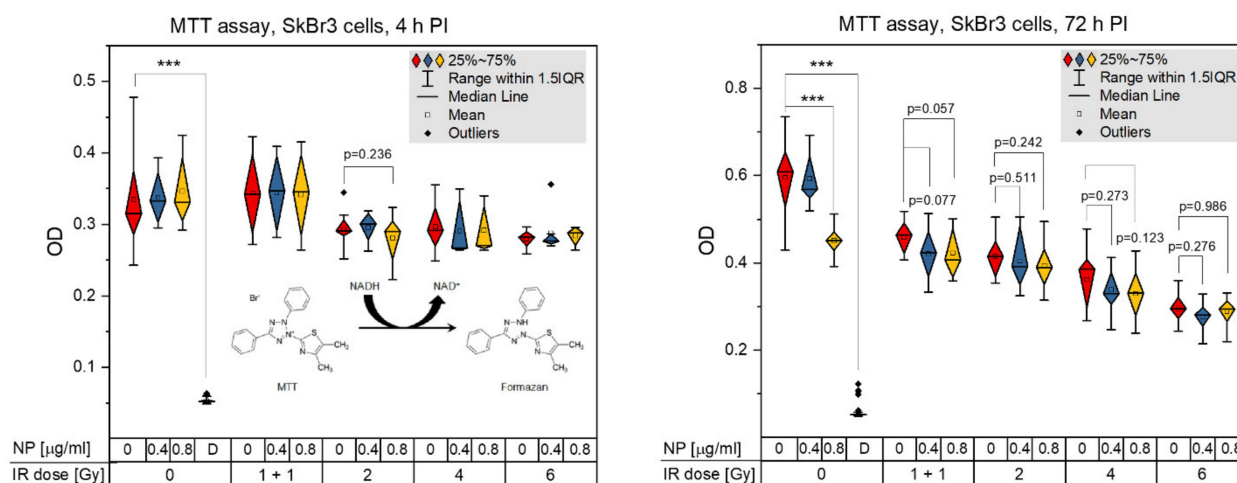 MTT assay, SkBr3 cells, 4 h PI
25%~75%
Range within 1.5IQR
Median Line
Mean
Outliers
***
p=0.236
0.5
0.4
0.3
0.2
0.1
OD
NADH
NAD⁺
Br⁻
N
N
N
N⁺
S
N
CH₃
CH₃
MTT
N
NH
N
N
S
N
CH₃
CH₃
Formazan
NP [µg/ml] 0 0.4 0.8 D 0 0.4 0.8 0 0.4 0.8 0 0.4 0.8 0 0.4 0.8
IR dose [Gy] 0 1 + 1 2 4 6
MTT assay, SkBr3 cells, 72 h PI
25%~75%
Range within 1.5IQR
Median Line
Mean
Outliers
***
***
p=0.057
p=0.077
p=0.242
p=0.511
p=0.273
p=0.123
p=0.986
p=0.276
0.8
0.6
0.4
0.2
OD
NP [µg/ml] 0 0.4 0.8 D 0 0.4 0.8 0 0.4 0.8 0 0.4 0.8 0 0.4 0.8
IR dose [Gy] 0 1 + 1 2 4 6